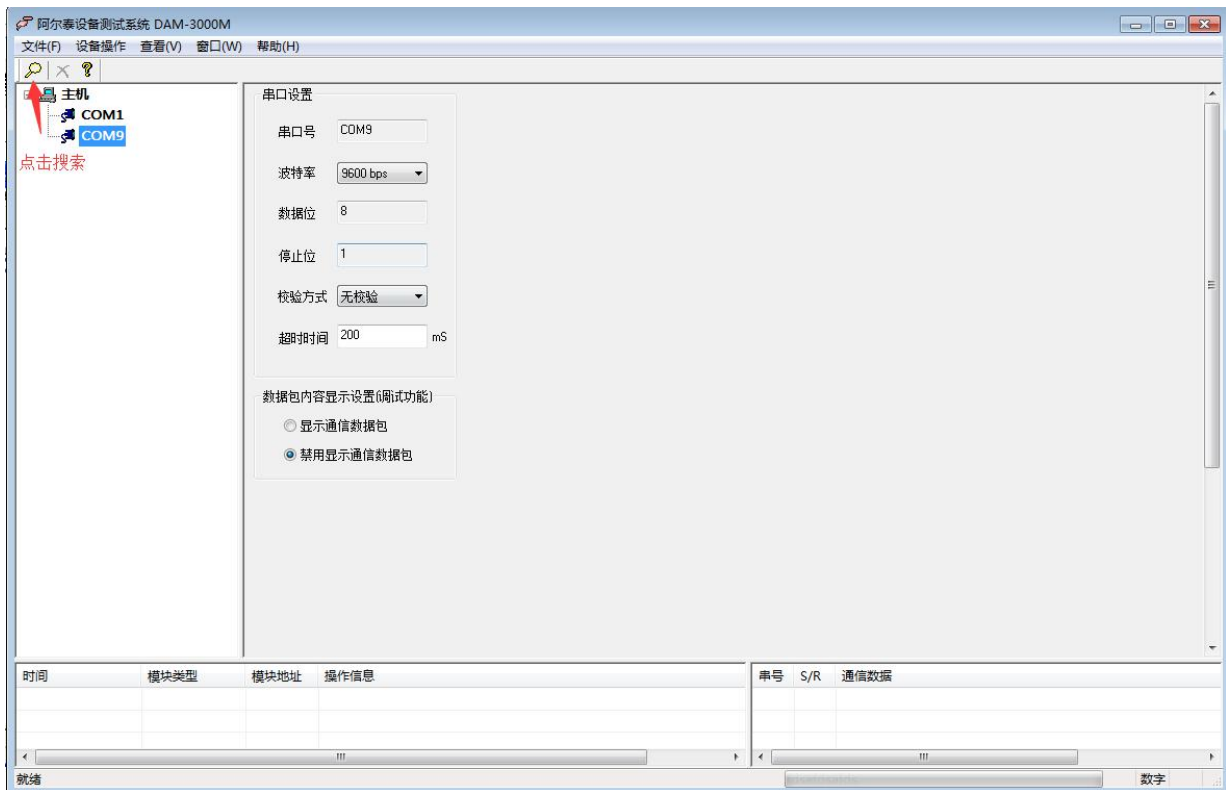 阿尔泰设备测试系统 DAM-3000M
文件(F) 设备操作 查看(V) 窗口(W) 帮助(H)
主机
COM1
COM9
点击搜索
串口设置
串口号 COM9
波特率 9600 bps
数据位 8
停止位 1
校验方式 无校验
超时时间 200 mS
数据包内容显示设置(调试功能)
显示通信数据包
禁用显示通信数据包
时间 模块类型 模块地址 操作信息
串号 S/R 通信数据
就绪
数字